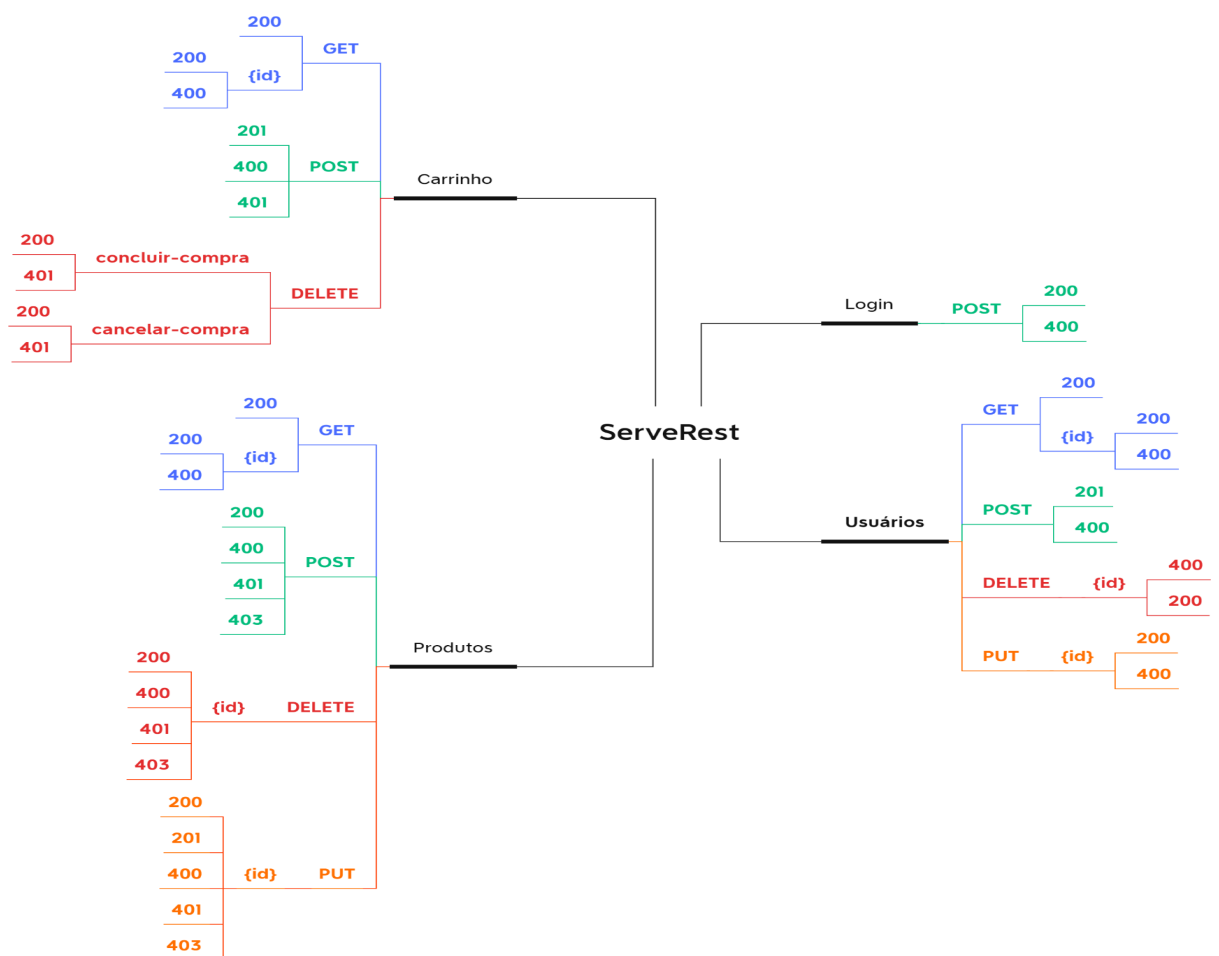 ServeRest
Carrinho
GET
200
{id}
200
400
POST
201
400
401
DELETE
concluir-compra
200
401
cancelar-compra
200
401
Produtos
GET
200
{id}
200
400
POST
200
400
401
403
DELETE
{id}
200
400
401
403
PUT
{id}
200
201
400
401
403
Login
POST
200
400
Usuários
GET
200
{id}
200
400
POST
201
400
DELETE
{id}
400
200
PUT
{id}
200
400